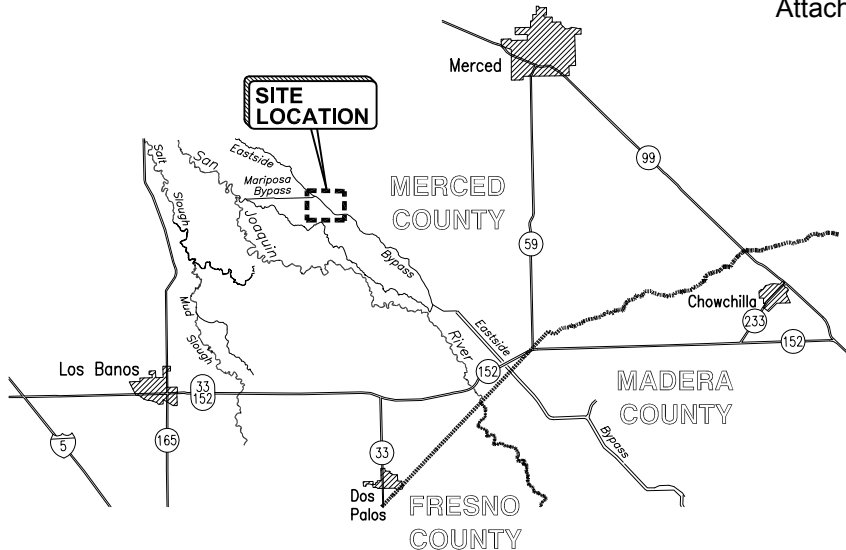 Attach
Merced
SITE
LOCATION
Salt
Slough
San
Joaquin
River
Eastside
Bypass
Mariposa
Bypass
MERCED
COUNTY
99
59
Mud
Slough
Chowchilla
233
152
Eastside
Bypass
Los Banos
33
152
152
MADERA
COUNTY
5
165
33
Dos
Palos
FRESNO
COUNTY